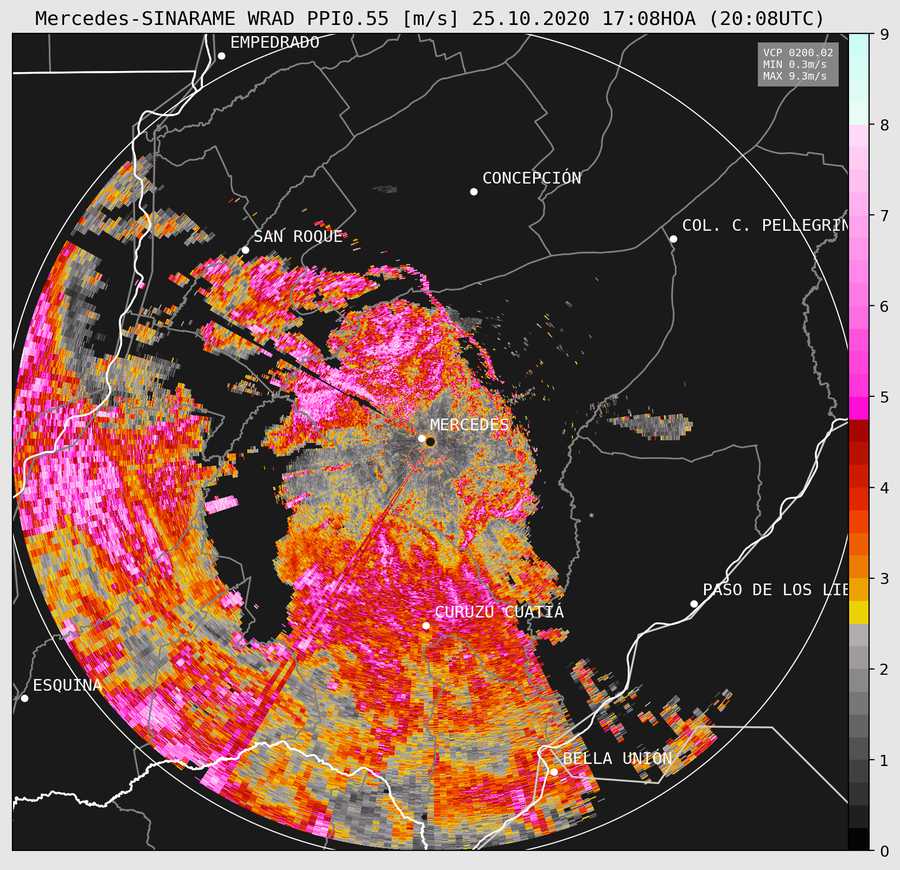 Mercedes-SINARAME WRAD PPI0.55 [m/s] 25.10.2020 17:08HOA (20:08UTC)
EMPEDRADO
VCP 0200.02
MIN 0.3m/s
MAX 9.3m/s
CONCEPCIÓN
COL. C. PELLEGRIN
SAN ROQUE
MERCEDES
PASO DE LOS LIE
CURUZÚ CUATIÁ
ESQUINA
BELLA UNIÓN
9
8
7
6
5
4
3
2
1
0